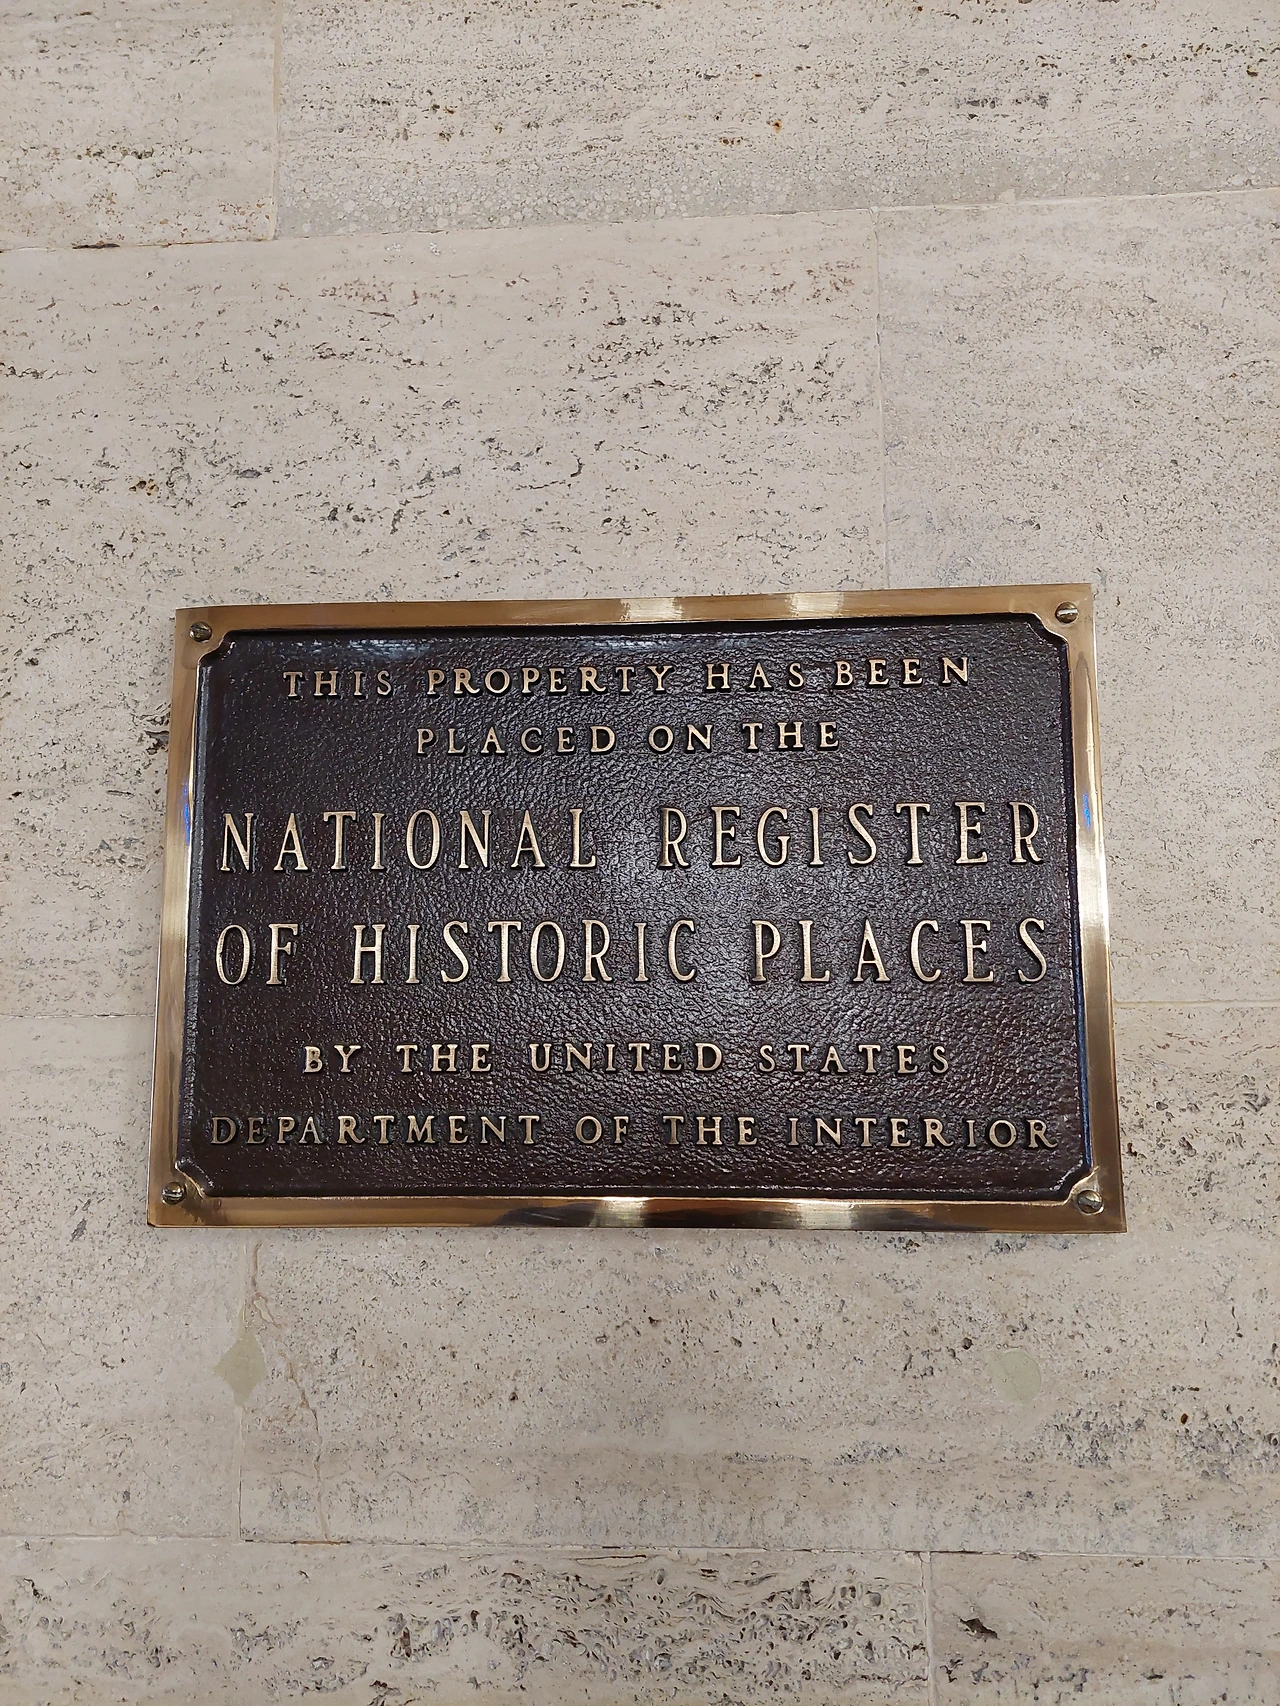 THIS PROPERTY HAS BEEN
PLACED ON THE
NATIONAL REGISTER
OF HISTORIC PLACES
BY THE UNITED STATES
DEPARTMENT OF THE INTERIOR